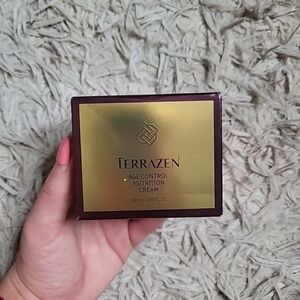 TERRAZEN
AGE CONTROL
NUTRITION
CREAM